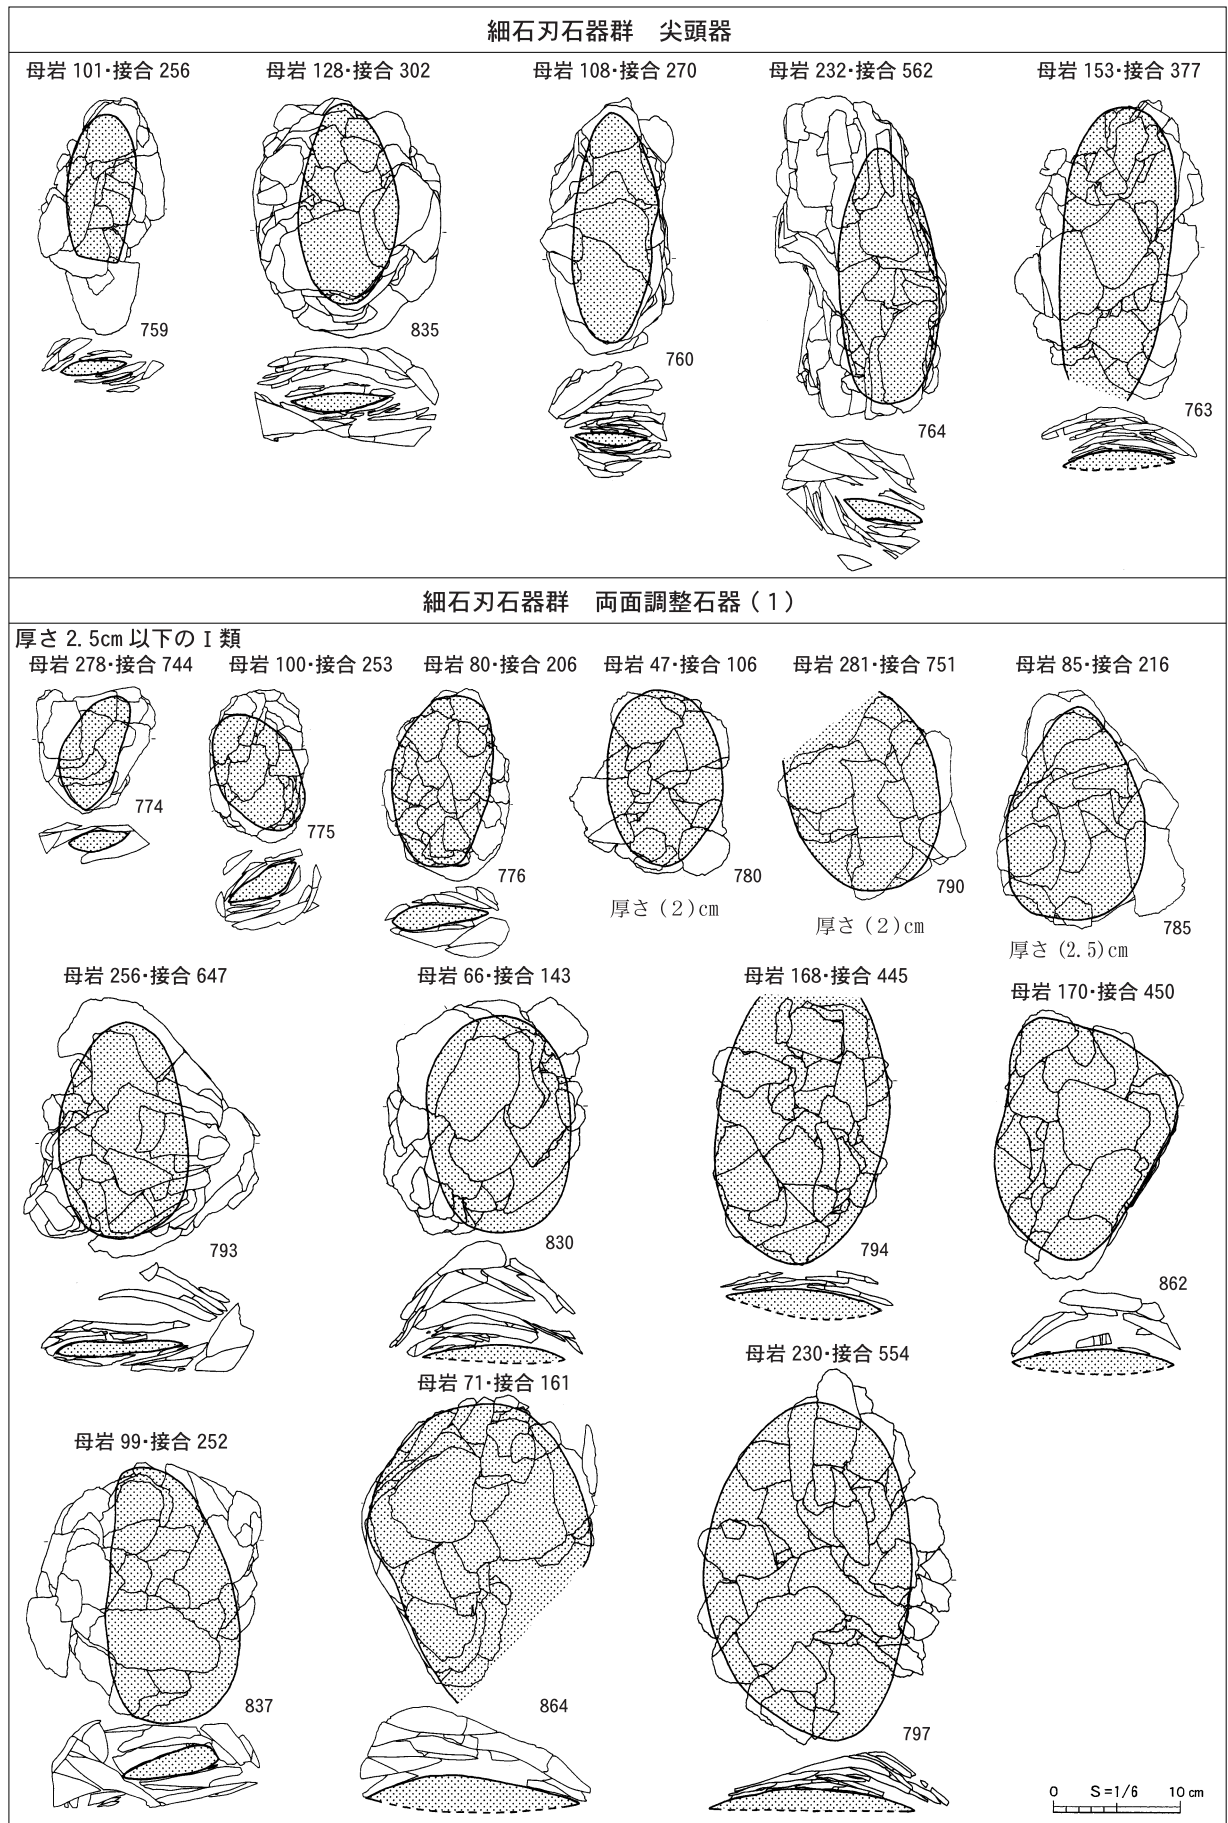 細石刃石器群　尖頭器
母岩 101・接合 256
母岩 128・接合 302
母岩 108・接合 270
母岩 232・接合 562
母岩 153・接合 377
759
835
760
764
763
細石刃石器群　両面調整石器（1）
厚さ 2.5cm 以下の I 類
母岩 278・接合 744
母岩 100・接合 253
母岩 80・接合 206
母岩 47・接合 106
母岩 281・接合 751
母岩 85・接合 216
774
775
776
780
790
785
厚さ (2)cm
厚さ (2)cm
厚さ (2.5)cm
母岩 256・接合 647
母岩 66・接合 143
母岩 168・接合 445
母岩 170・接合 450
793
830
794
862
母岩 99・接合 252
母岩 71・接合 161
母岩 230・接合 554
837
864
797
0 S=1/6 10 cm